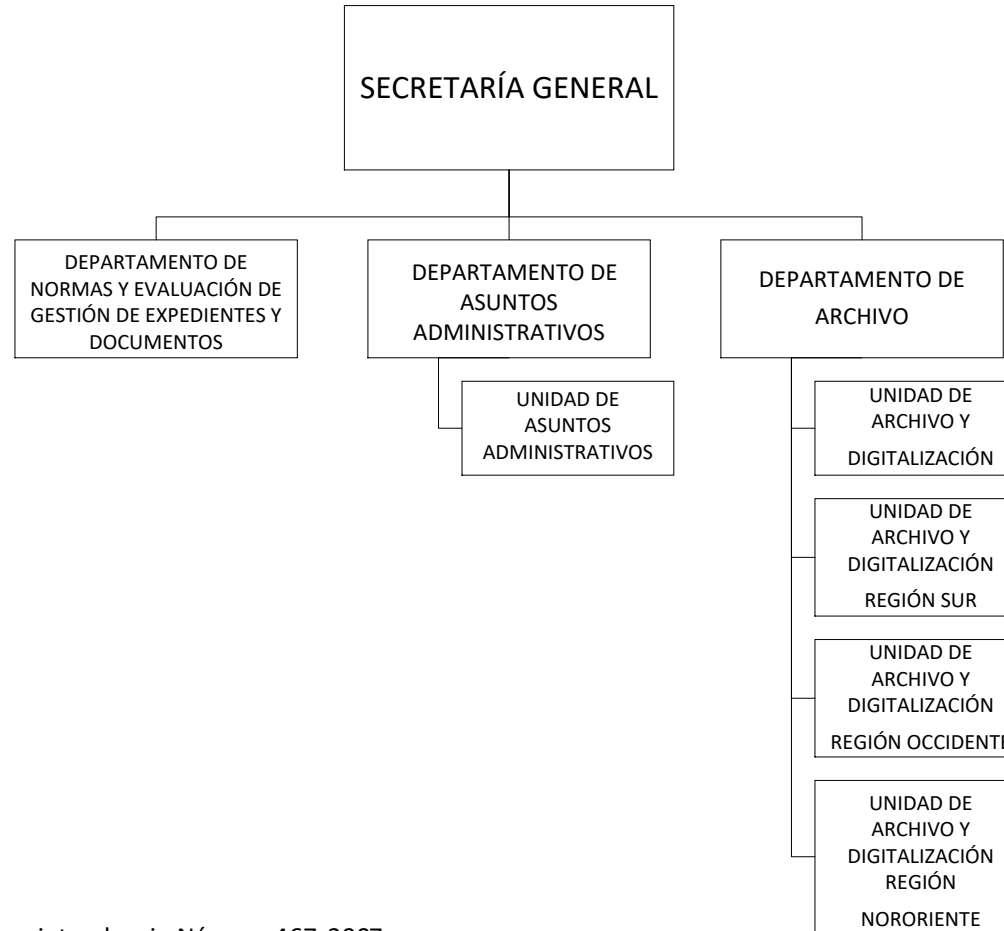 SECRETARÍA GENERAL
DEPARTAMENTO DE
NORMAS Y EVALUACIÓN DE
GESTIÓN DE EXPEDIENTES Y
DOCUMENTOS
DEPARTAMENTO DE
ASUNTOS
ADMINISTRATIVOS
UNIDAD DE
ASUNTOS
ADMINISTRATIVOS
DEPARTAMENTO DE
ARCHIVO
UNIDAD DE
ARCHIVO Y
DIGITALIZACIÓN
UNIDAD DE
ARCHIVO Y
DIGITALIZACIÓN
REGIÓN SUR
UNIDAD DE
ARCHIVO Y
DIGITALIZACIÓN
REGIÓN OCCIDENTE
UNIDAD DE
ARCHIVO Y
DIGITALIZACIÓN
REGIÓN
NORORIENTE